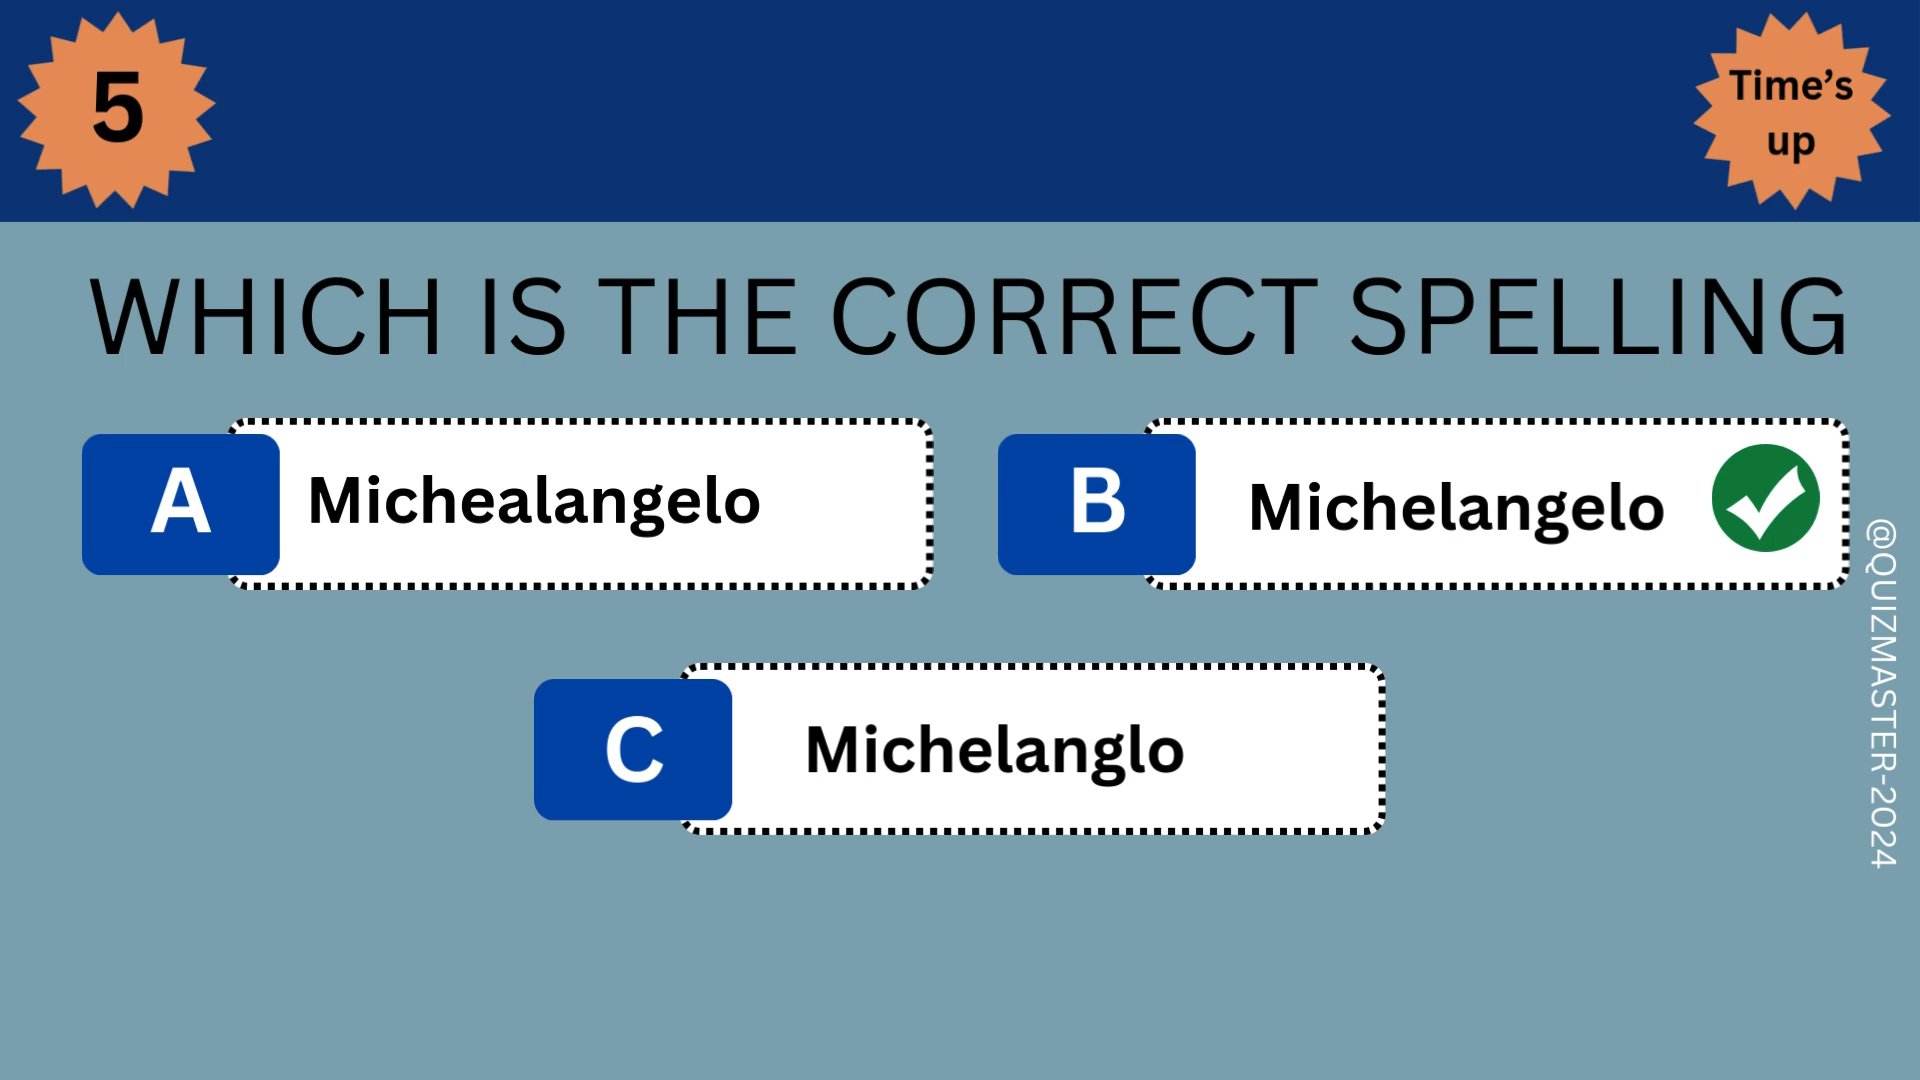 5
Time’s
up
WHICH IS THE CORRECT SPELLING
A
Michealangelo
B
Michelangelo
C
Michelanglo
@QUIZMASTER-2024